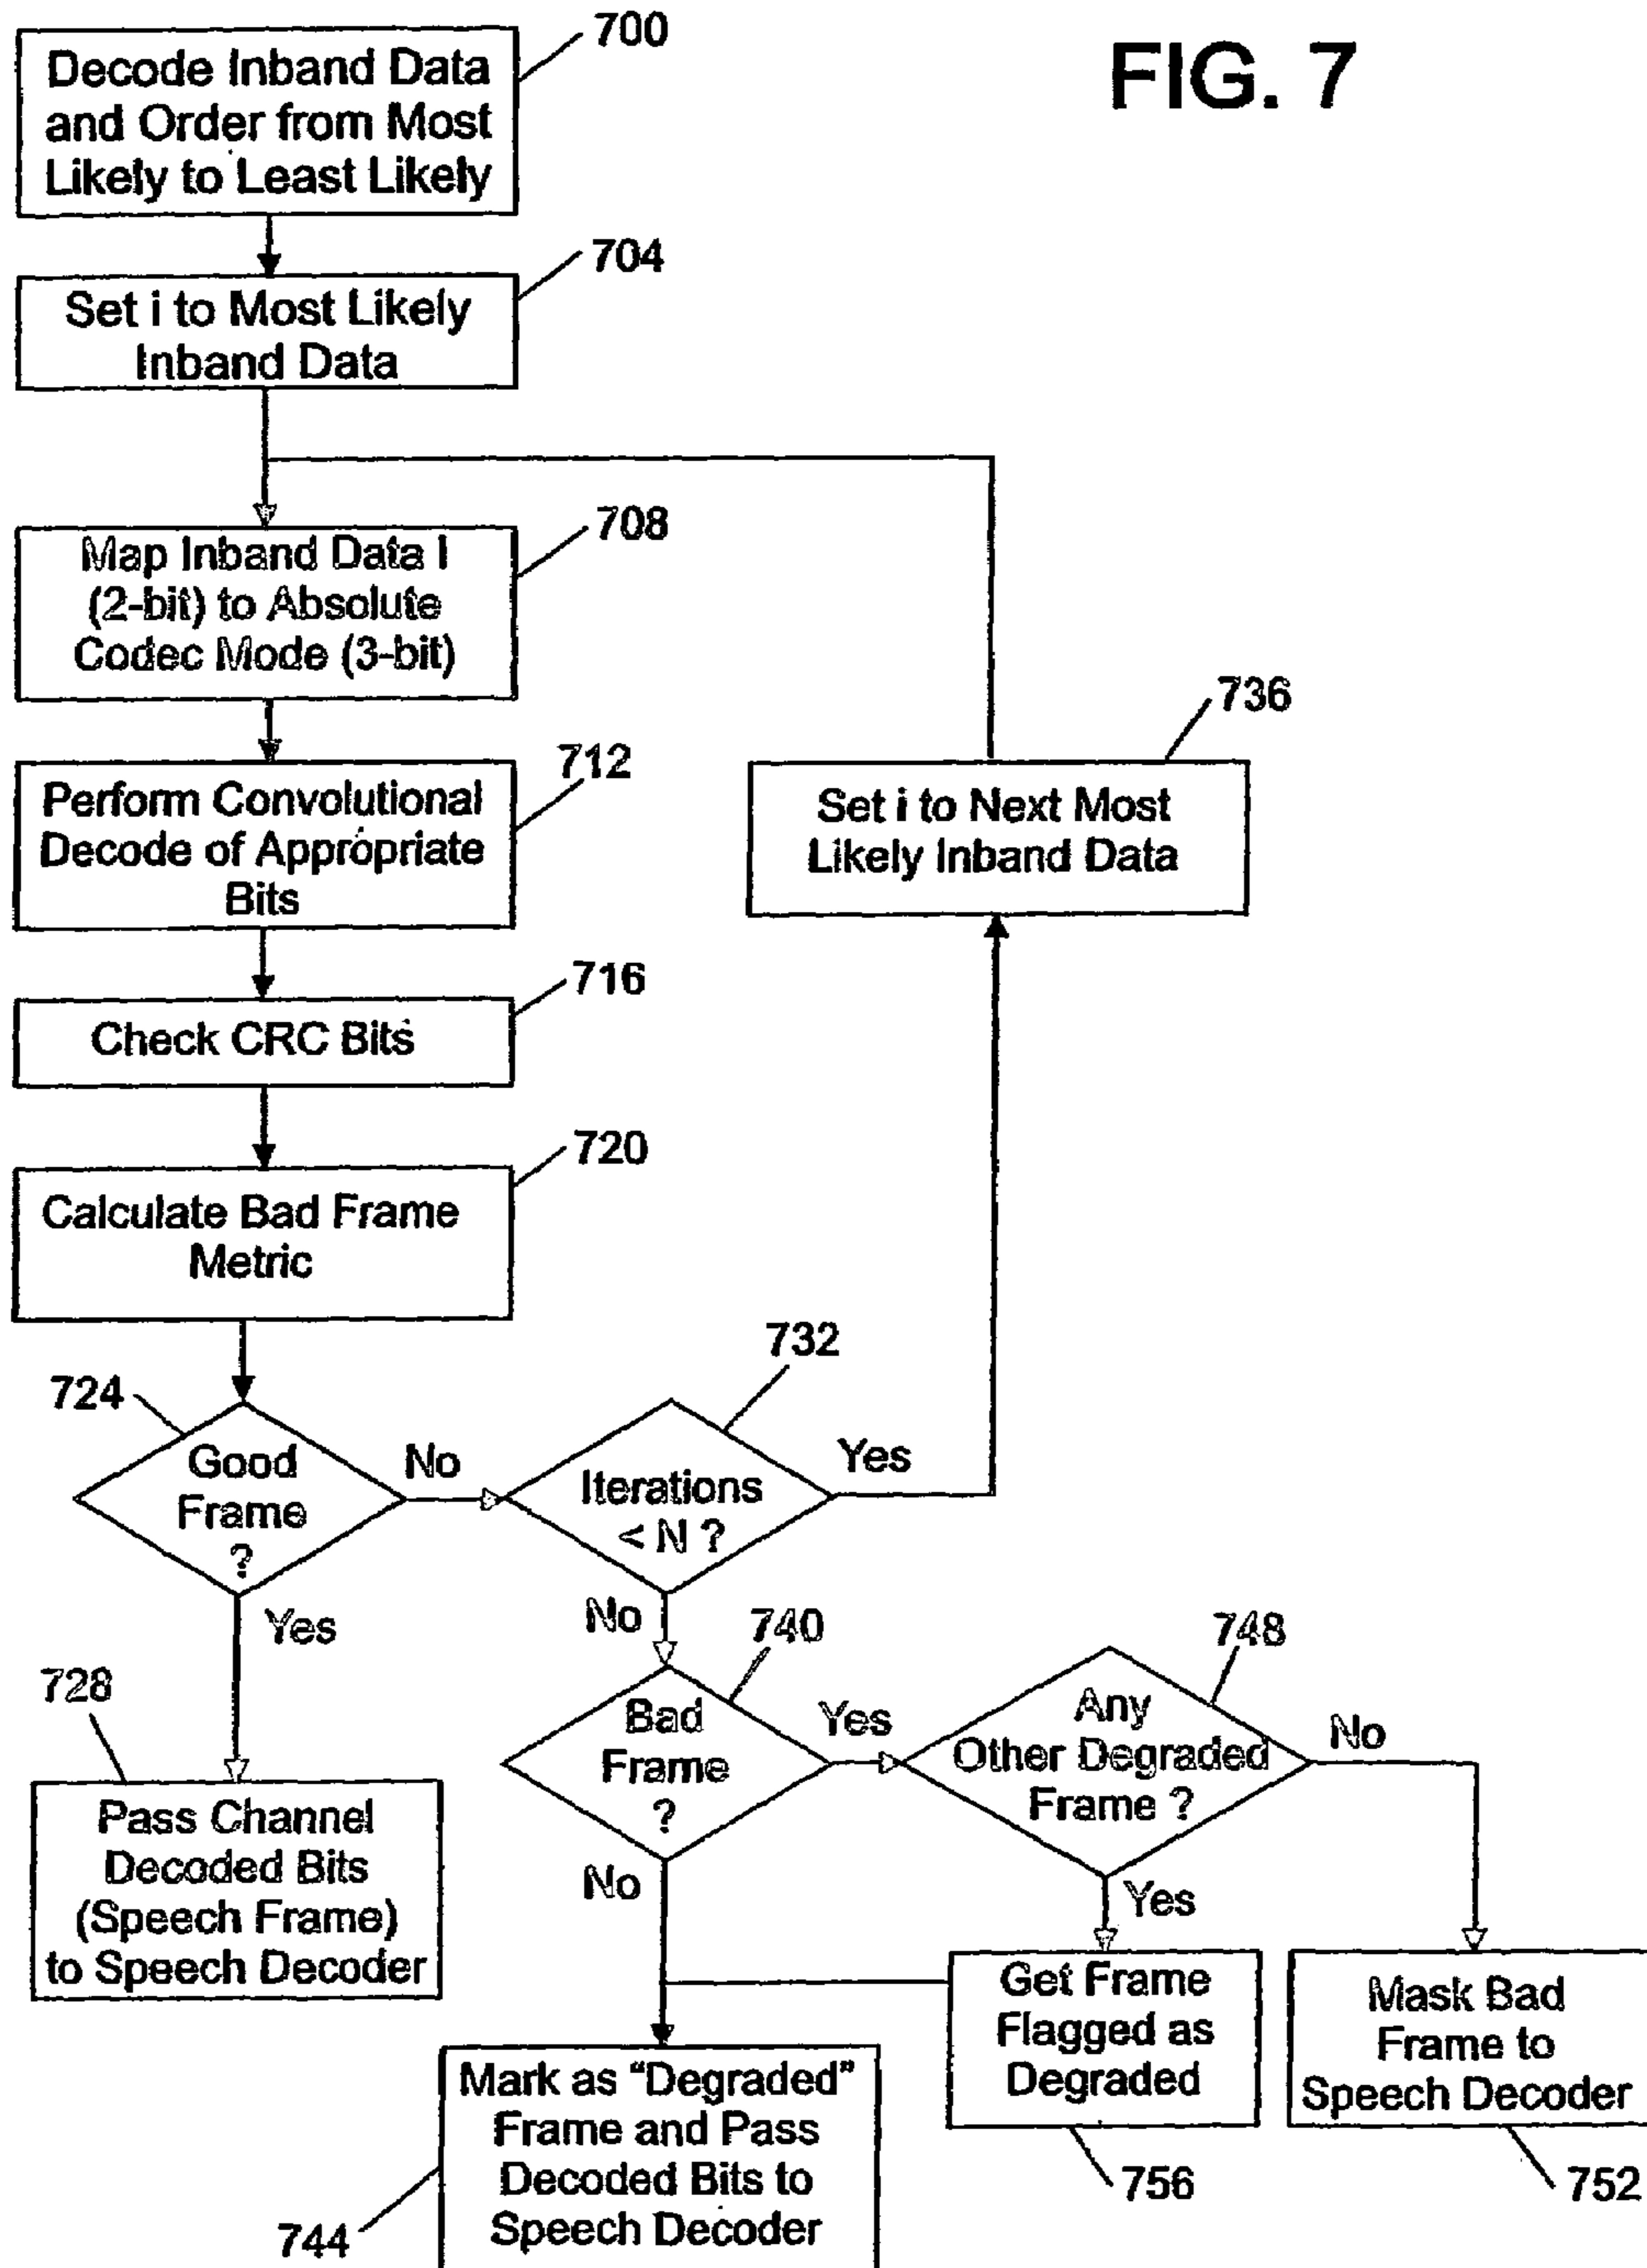 FIG. 7
700
Decode Inband Data
and Order from Most
Likely to Least Likely
704
Set i to Most Likely
Inband Data
708
Map Inband Data I
(2-bit) to Absolute
Codec Mode (3-bit)
712
Perform Convolutional
Decode of Appropriate
Bits
716
Check CRC Bits
720
Calculate Bad Frame
Metric
724
Good
Frame
?
No
Yes
728
Pass Channel
Decoded Bits
(Speech Frame)
to Speech Decoder
732
Iterations
< N ?
Yes
No
736
Set i to Next Most
Likely Inband Data
740
Bad
Frame
?
Yes
No
748
Any
Other Degraded
Frame ?
No
Yes
Get Frame
Flagged as
Degraded
756
Mask Bad
Frame to
Speech Decoder
752
Mark as “Degraded”
Frame and Pass
Decoded Bits to
Speech Decoder
744